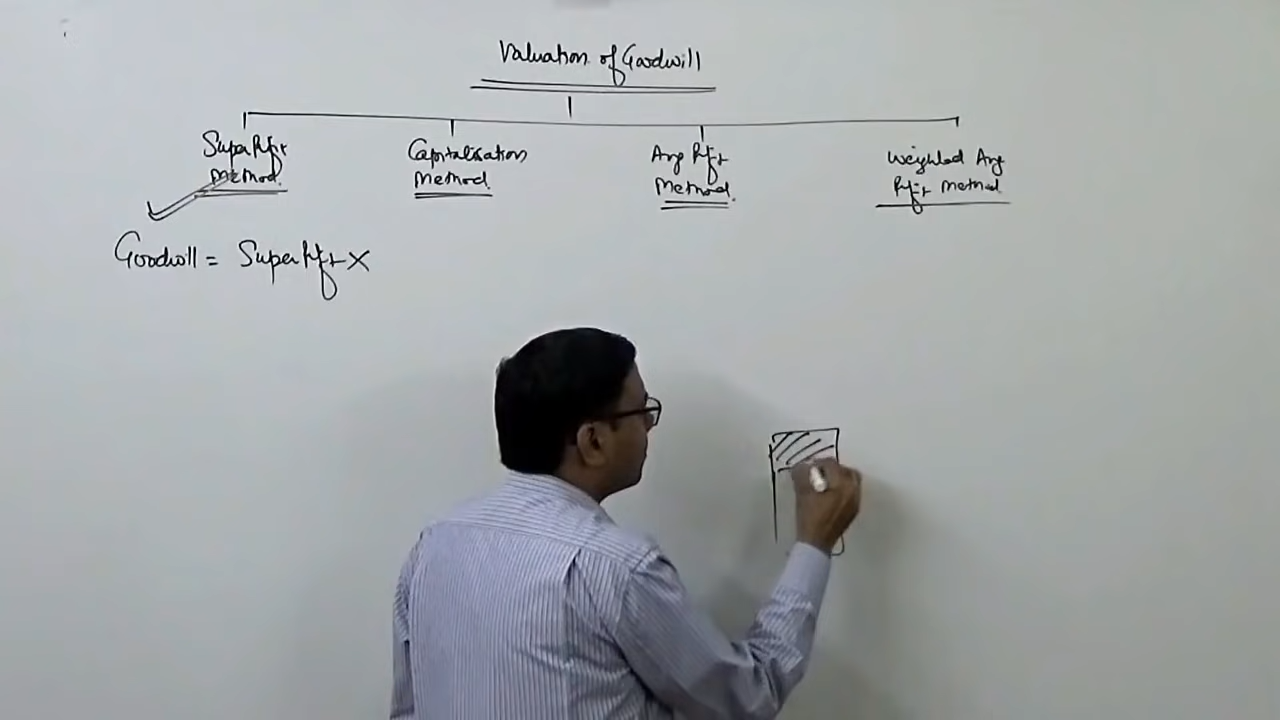 Valuation of Goodwill
Super Pft
Method
Capitalisation
Method
Avg Pft
Method
Weighted Avg
Pft Method
Goodwill = Super Pft X